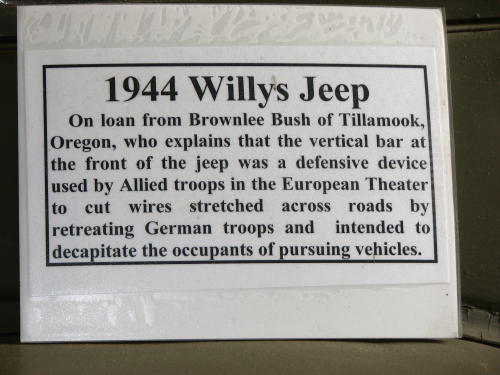 1944 Willys Jeep
On loan from Brownlee Bush of Tillamook,
Oregon, who explains that the vertical bar at
the front of the jeep was a defensive device
used by Allied troops in the European Theater
to cut wires stretched across roads by
retreating German troops and intended to
decapitate the occupants of pursuing vehicles.